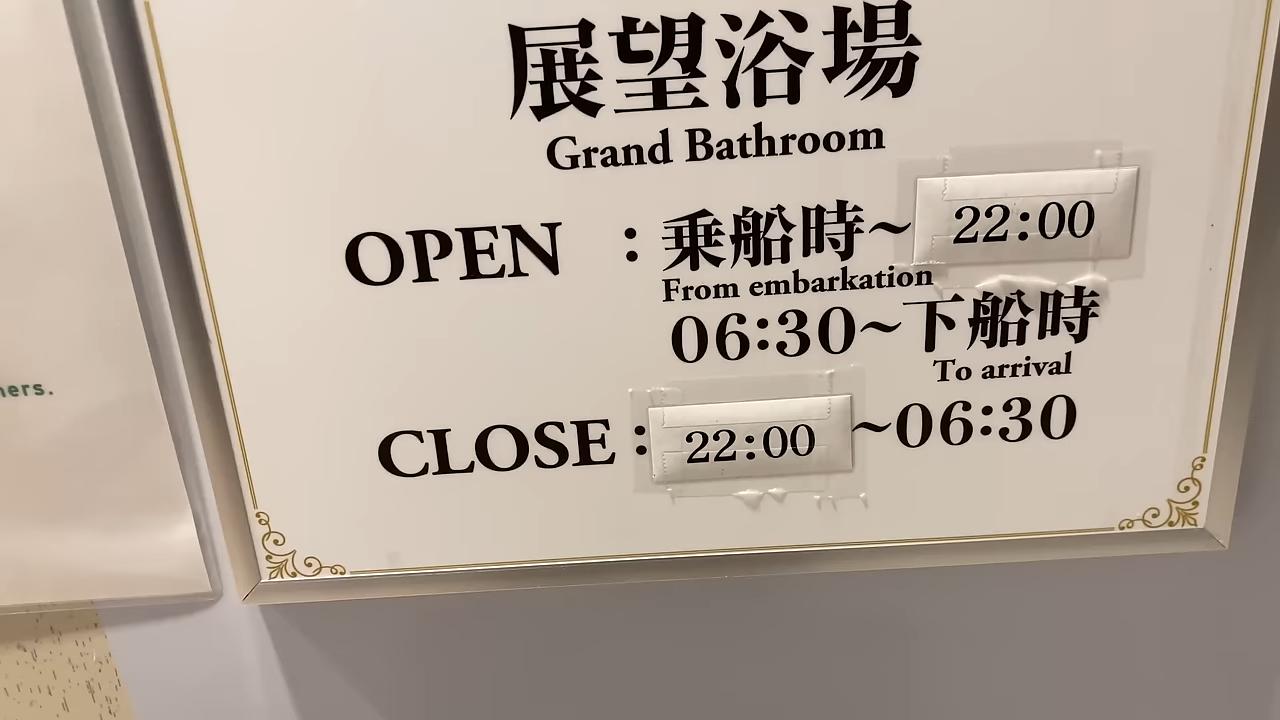 展望浴場
Grand Bathroom
OPEN : 乗船時~22:00
From embarkation
06:30~下船時
To arrival
CLOSE: 22:00~06:30